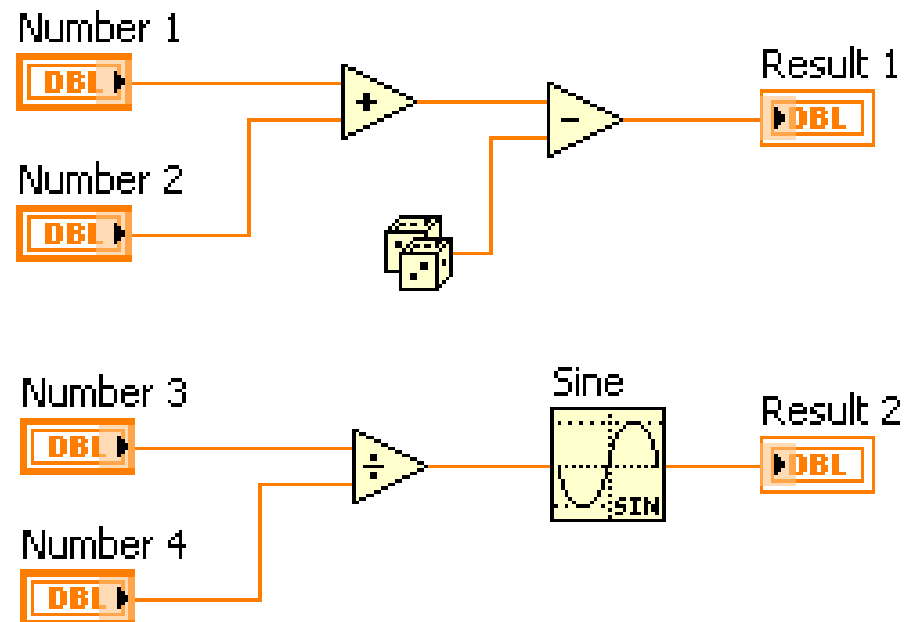 Number 1
DBL
Result 1
DBL
+
-
Number 2
DBL
Number 3
DBL
Sine
SIN
Result 2
DBL
÷
Number 4
DBL